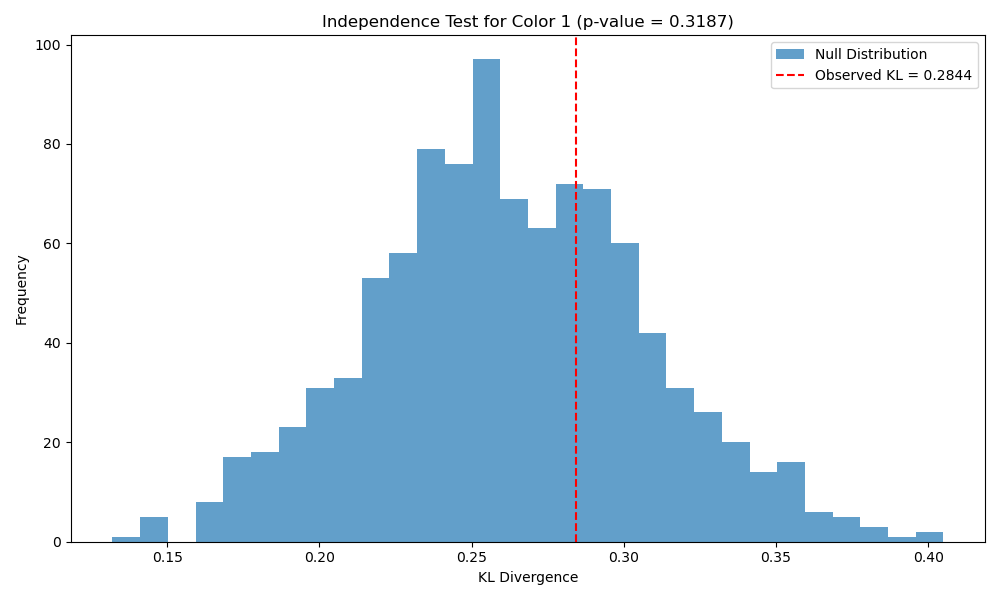 Independence Test for Color 1 (p-value = 0.3187)
Null Distribution
Observed KL = 0.2844
Frequency
100
80
60
40
20
0
0.15 0.20 0.25 0.30 0.35 0.40
KL Divergence